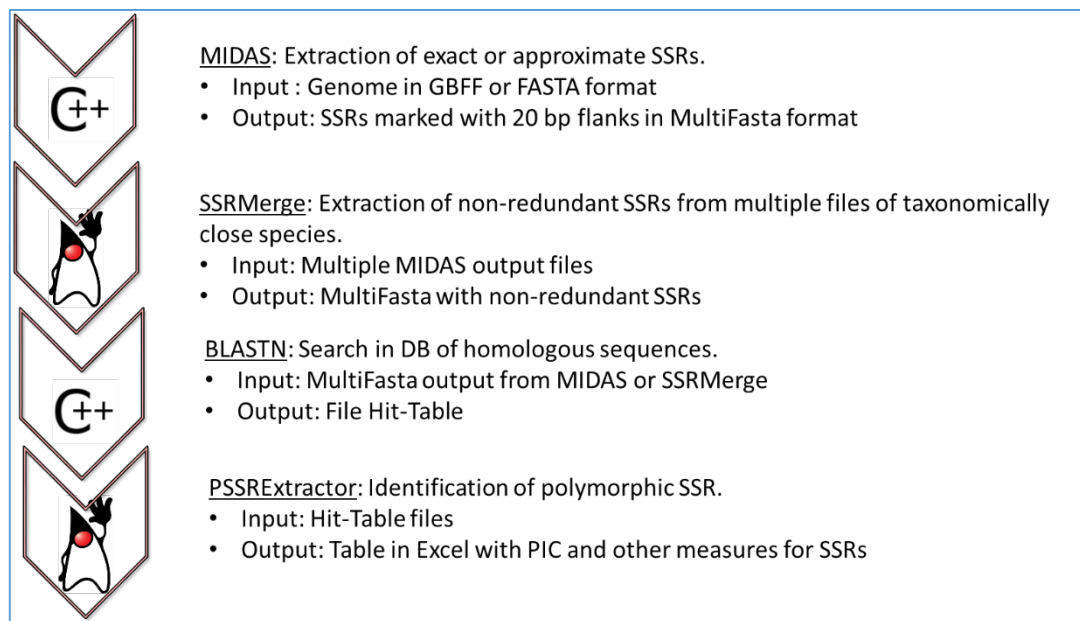 MIDAS: Extraction of exact or approximate SSRs.
• Input : Genome in GBFF or FASTA format
• Output: SSRs marked with 20 bp flanks in MultiFasta format
C++
SSRMerge: Extraction of non-redundant SSRs from multiple files of taxonomically
close species.
• Input: Multiple MIDAS output files
• Output: MultiFasta with non-redundant SSRs
BLASTN: Search in DB of homologous sequences.
• Input: MultiFasta output from MIDAS or SSRMerge
• Output: File Hit-Table
C++
PSSRExtractor: Identification of polymorphic SSR.
• Input: Hit-Table files
• Output: Table in Excel with PIC and other measures for SSRs